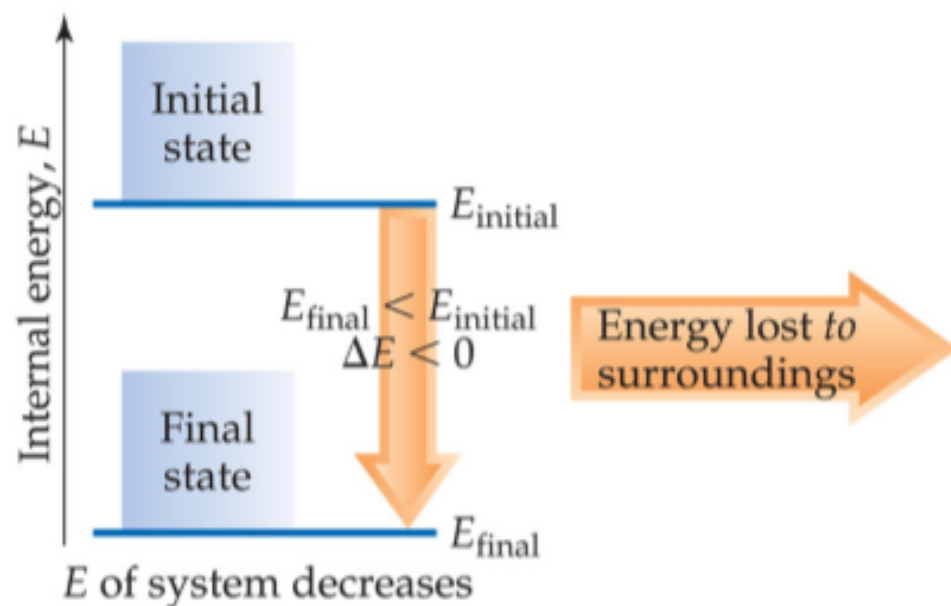 Internal energy, E
Initial
state
E_initial
E_final < E_initial
ΔE < 0
Energy lost to
surroundings
Final
state
E_final
E of system decreases